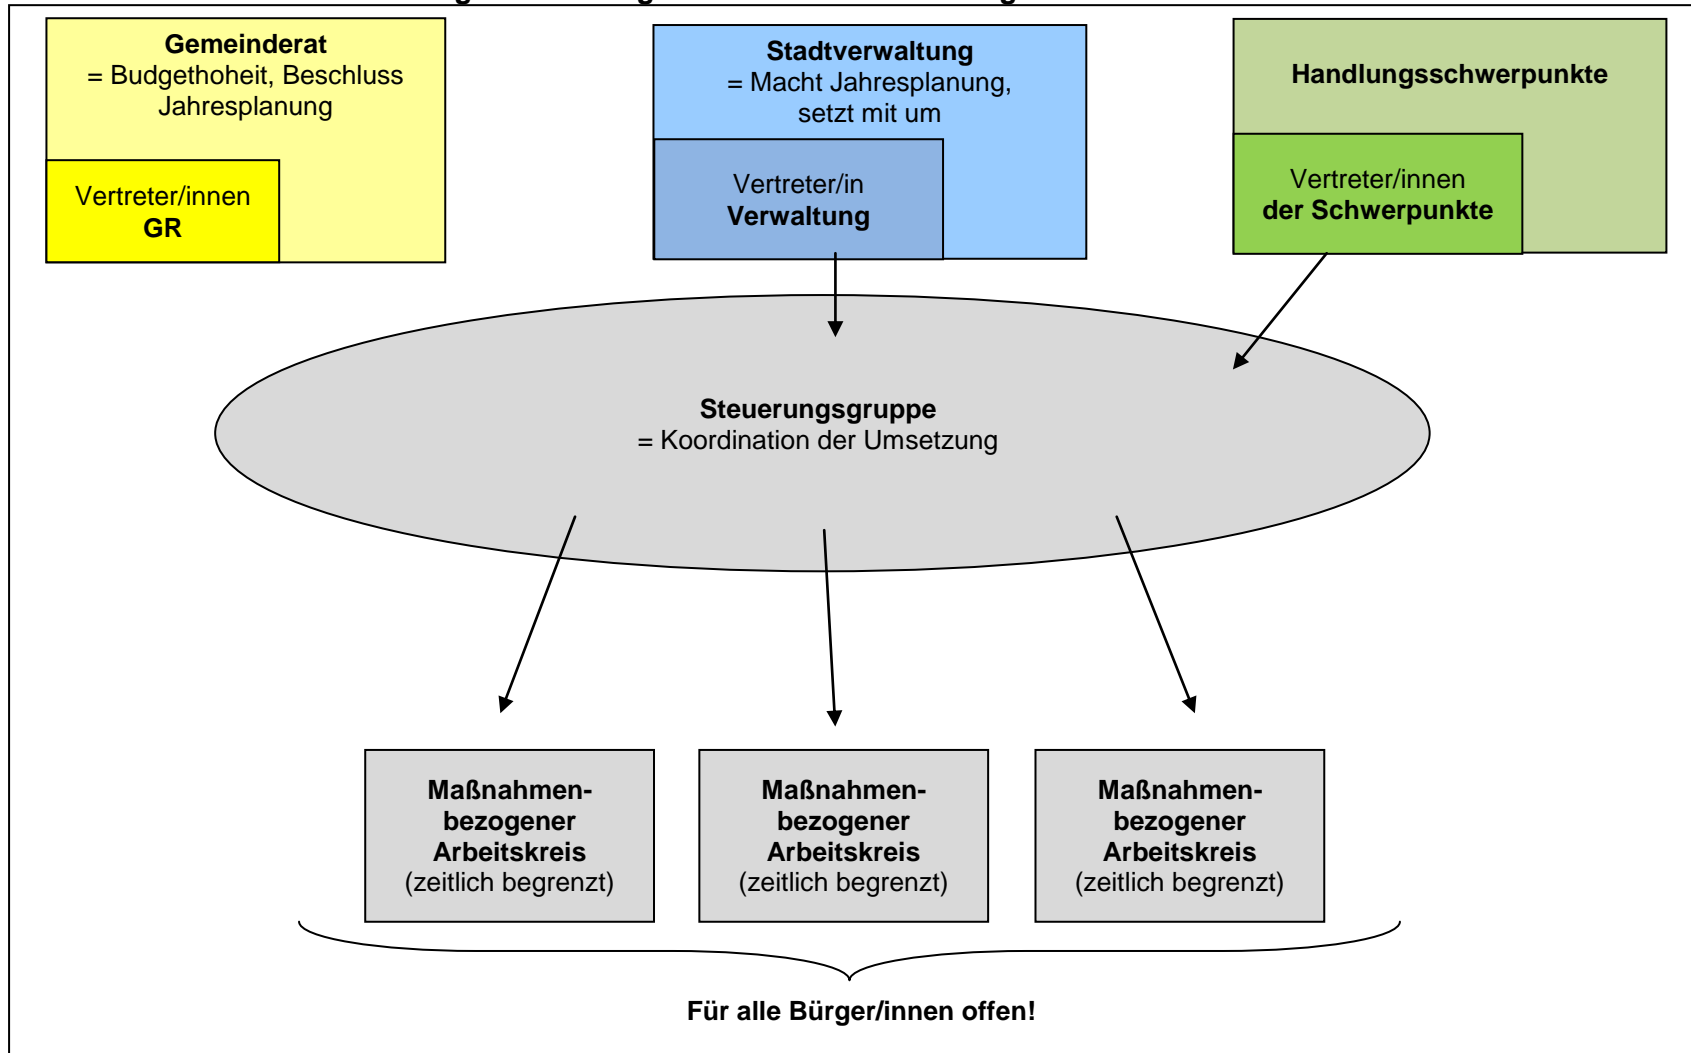 Gemeinderat
= Budgethoheit, Beschluss
Jahresplanung
Vertreter/innen
GR
Stadtverwaltung
= Macht Jahresplanung,
setzt mit um
Vertreter/in
Verwaltung
Handlungsschwerpunkte
Vertreter/innen
der Schwerpunkte
Steuerungsgruppe
= Koordination der Umsetzung
Maßnahmen-
bezogener
Arbeitskreis
(zeitlich begrenzt)
Maßnahmen-
bezogener
Arbeitskreis
(zeitlich begrenzt)
Maßnahmen-
bezogener
Arbeitskreis
(zeitlich begrenzt)
Für alle Bürger/innen offen!